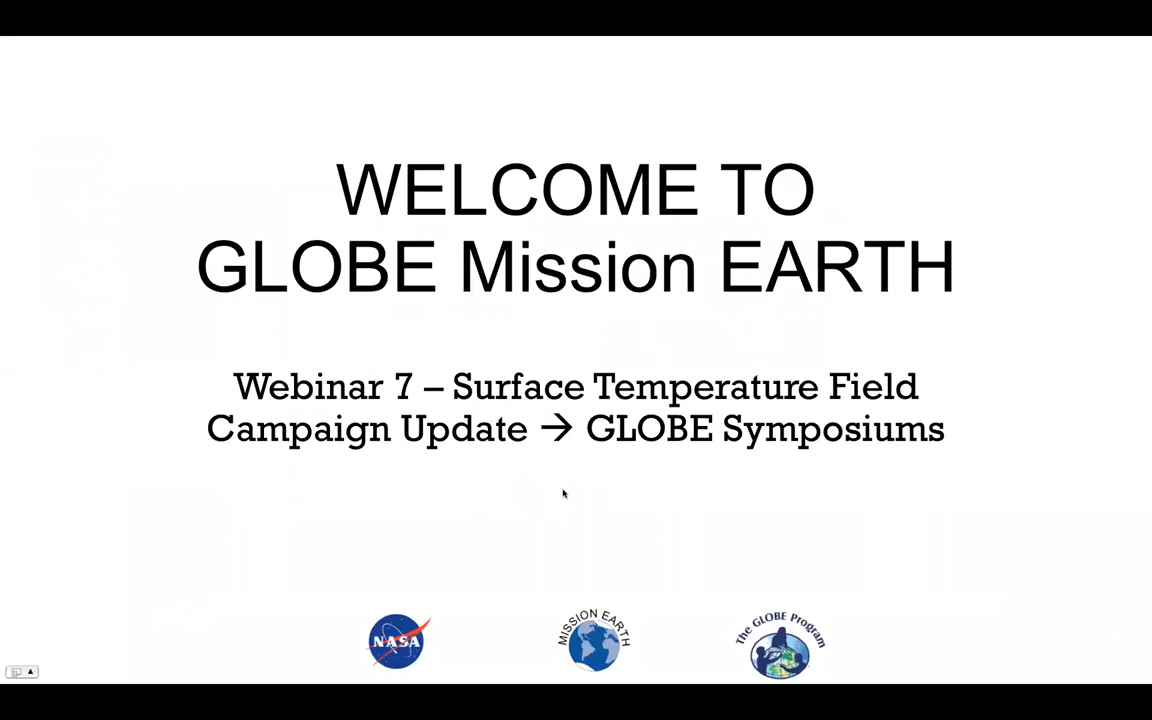 WELCOME TO
GLOBE Mission EARTH
Webinar 7 – Surface Temperature Field
Campaign Update → GLOBE Symposiums
NASA
MISSION EARTH
The GLOBE Program